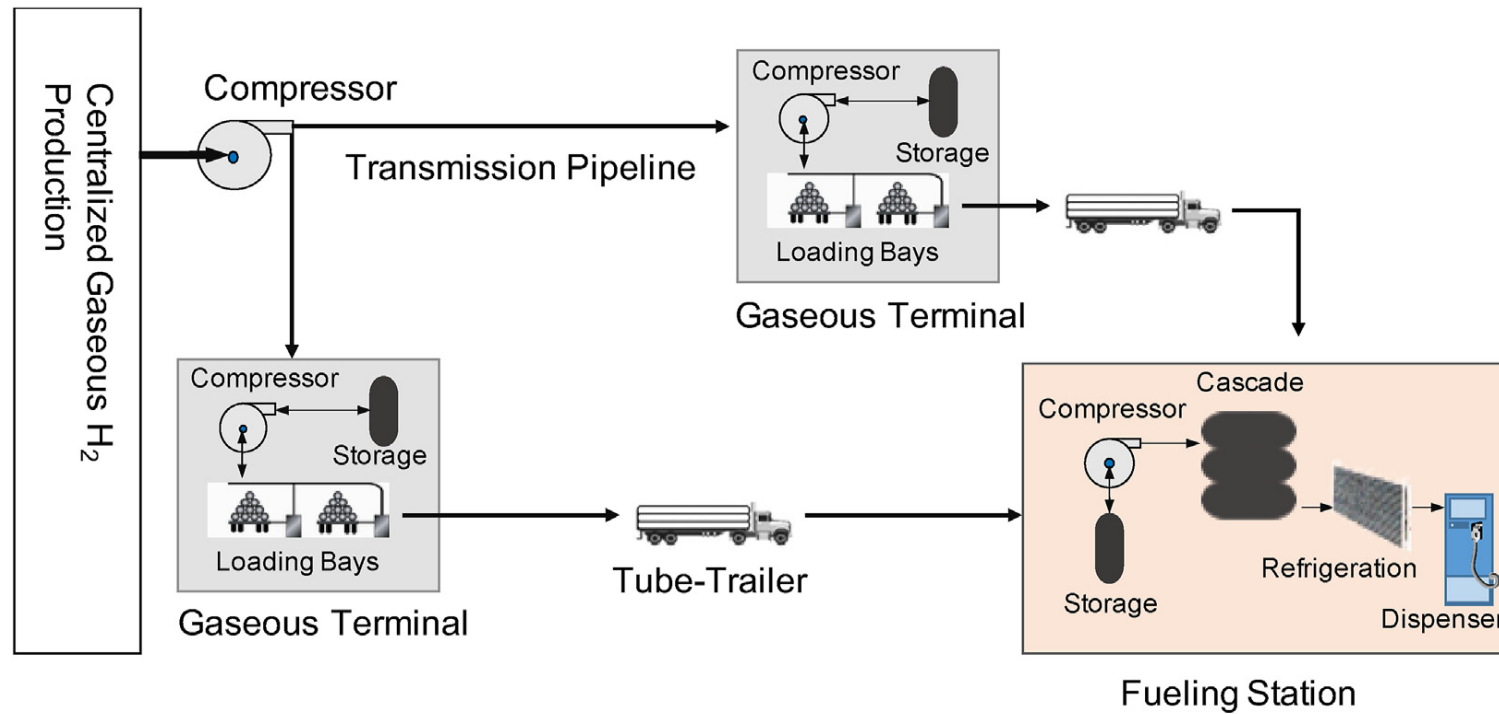 Centralized Gaseous H₂
Production
Compressor
Transmission Pipeline
Compressor
Storage
Loading Bays
Gaseous Terminal
Compressor
Storage
Loading Bays
Gaseous Terminal
Tube-Trailer
Cascade
Compressor
Storage
Refrigeration
Dispenser
Fueling Station